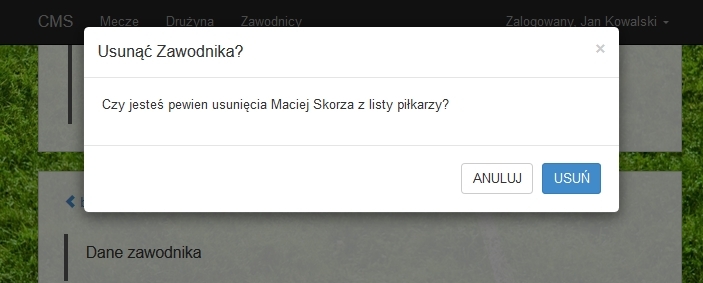 CMS Mecze Drużyna Zawodnicy Zalogowany, Jan Kowalski
Usunąć Zawodnika? ×
Czy jesteś pewien usunięcia Maciej Skorza z listy piłkarzy?
ANULUJ USUŃ
Dane zawodnika